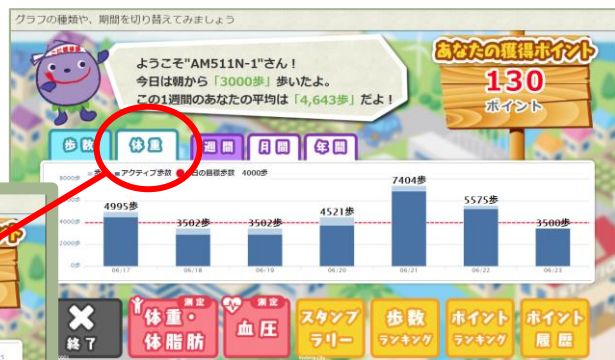 グラフの種類や、期間を切り替えてみましょう
ようこそ"AM511N-1"さん！
今日は朝から「3000歩」歩いたよ。
この1週間のあなたの平均は「4,643歩」だよ！
あなたの獲得ポイント
130
ポイント
歩数
体重
週間
月間
年間
アクティブ歩数
日の目標歩数 4000歩
8000歩
4000歩
2000歩
0歩
4995歩
3502歩
3502歩
4521歩
7404歩
5575歩
3500歩
06/17
06/18
06/19
06/20
06/21
06/22
06/23
終了
測定
体重・
体脂肪
測定
血圧
スタンプ
ラリー
歩数
ランキング
ポイント
ランキング
ポイント
履歴